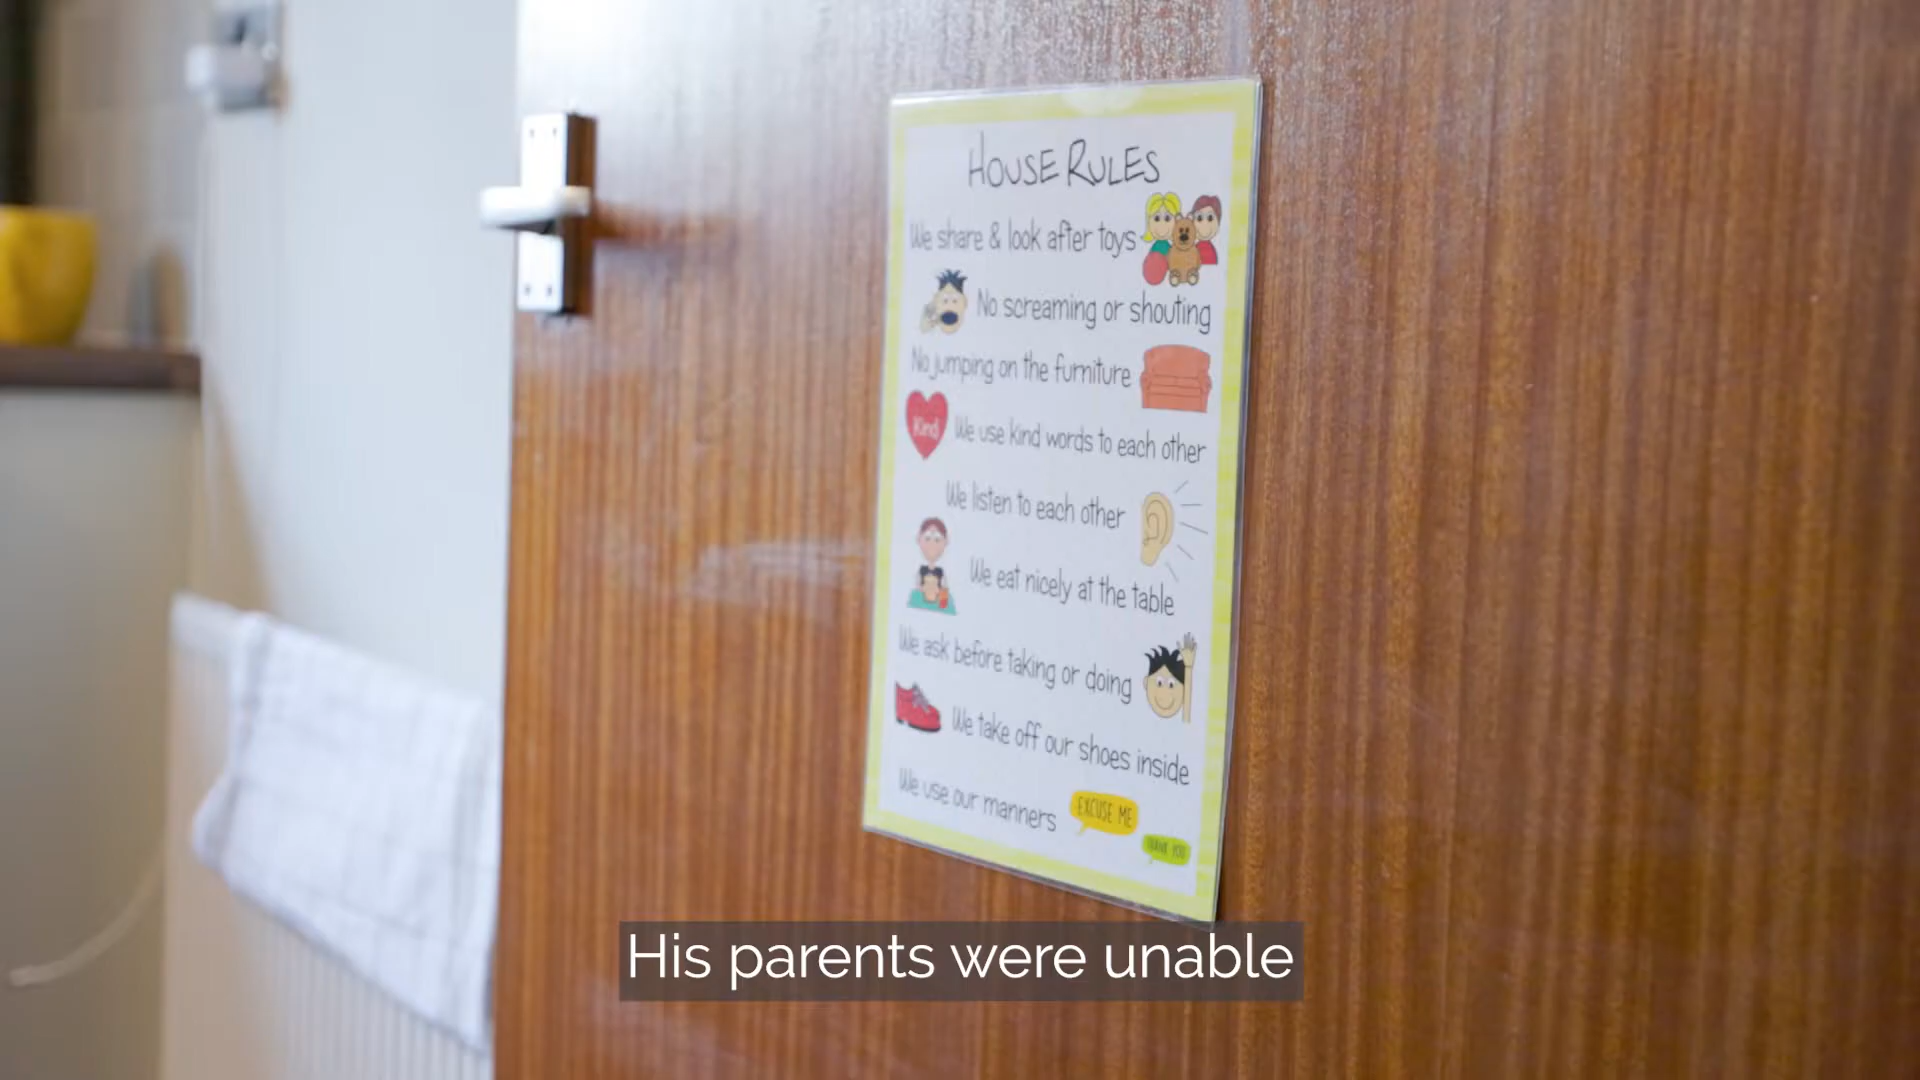 HOUSE RULES
We share & look after toys
No screaming or shouting
No jumping on the furniture
Kind
We use kind words to each other
We listen to each other
We eat nicely at the table
We ask before taking or doing
We take off our shoes inside
We use our manners
EXCUSE ME
THANK YOU
His parents were unable